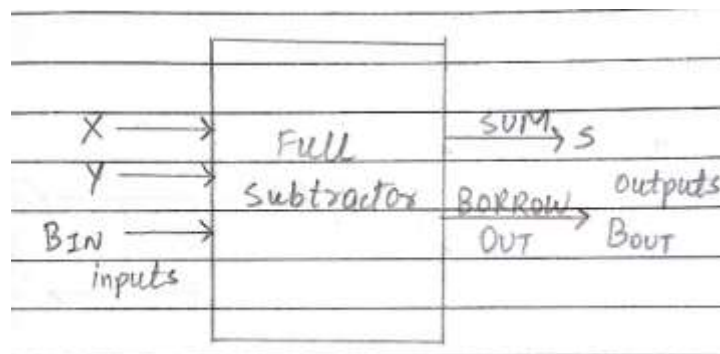 X
Y
BIN
inputs
Full
Subtractor
SUM S
BORROW
OUT BOUT
outputs